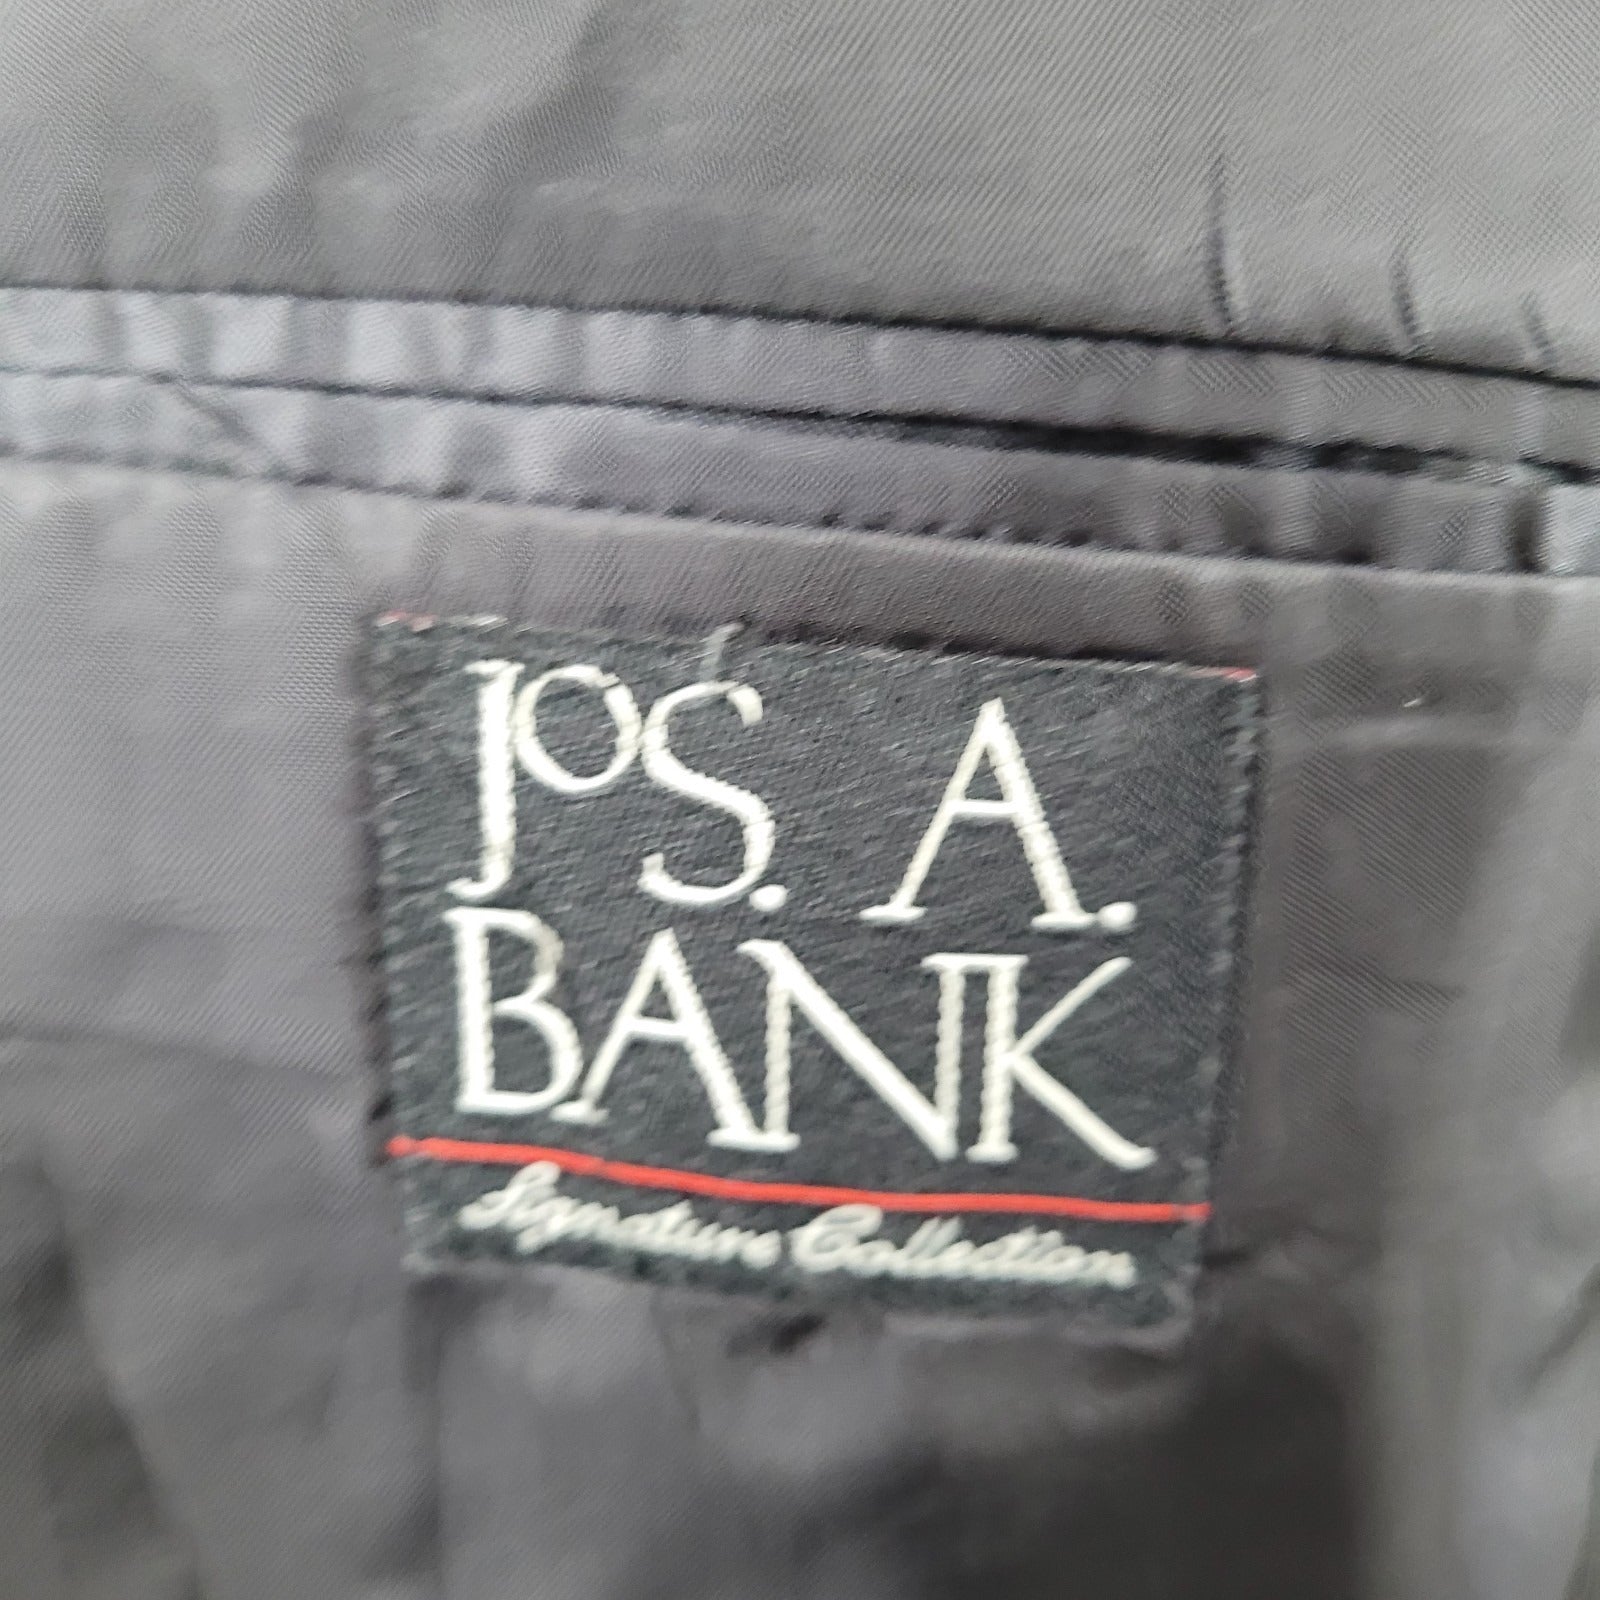 JOS. A.
BANK
Signature Collection